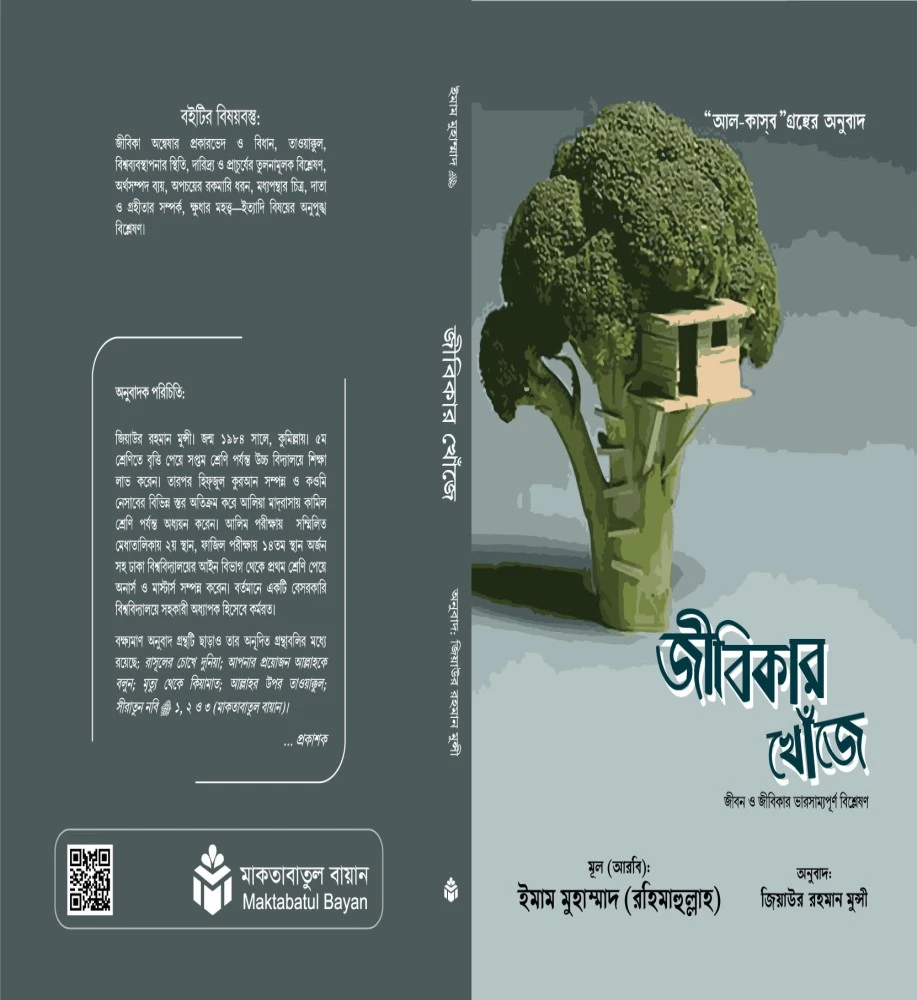 বইটির বিষয়বস্তু:
জীবিকা অন্বেষার প্রকারভেদ ও বিধান, তাওয়াক্কুল,
বিশ্বব্যবস্থাপনার স্থিতি, দারিদ্র্য ও প্রাচুর্যের তুলনামূলক বিশ্লেষণ,
অর্থসম্পদ ব্যয়, অপচয়ের রকমারি ধরন, মধ্যপন্থার চিত্র, দাতা
ও গ্রহীতার সম্পর্ক, ক্ষুধার মহত্ত্ব—ইত্যাদি বিষয়ের অনুপুঙ্খ
বিশ্লেষণ।
অনুবাদক পরিচিতি:
জিয়াউর রহমান মুন্সী। জন্ম ১৯৮৪ সালে, কুমিল্লায়। ৫ম
শ্রেণিতে বৃত্তি পেয়ে সপ্তম শ্রেণি পর্যন্ত উচ্চ বিদ্যালয়ে শিক্ষা
লাভ করেন। তারপর হিফ্জুল কুরআন সম্পন্ন ও কওমি
নেসাবের বিভিন্ন স্তর অতিক্রম করে আলিয়া মাদ্‌রাসায় কামিল
শ্রেণি পর্যন্ত অধ্যয়ন করেন। আলিম পরীক্ষায় সম্মিলিত
মেধাতালিকায় ২য় স্থান, ফাজিল পরীক্ষায় ১৪তম স্থান অর্জন
সহ ঢাকা বিশ্ববিদ্যালয়ের আইন বিভাগ থেকে প্রথম শ্রেণি পেয়ে
অনার্স ও মাস্টার্স সম্পন্ন করেন। বর্তমানে একটি বেসরকারি
বিশ্ববিদ্যালয়ে সহকারী অধ্যাপক হিসেবে কর্মরত।
বক্ষ্যমাণ অনুবাদ গ্রন্থটি ছাড়াও তার অনূদিত গ্রন্থাবলির মধ্যে
রয়েছে: রাসূলের চোখে দুনিয়া; আপনার প্রয়োজন আল্লাহকে
বলুন; মৃত্যু থেকে কিয়ামাত; আল্লাহর উপর তাওয়াক্কুল;
সীরাতুন নবি ﷺ ১, ২ ও ৩ (মাকতাবাতুল বায়ান)।
... প্রকাশক
মাকতাবাতুল বায়ান
Maktabatul Bayan
ইমাম মুহাম্মাদ
জীবিকার খোঁজে
অনুবাদ: জিয়াউর রহমান মুন্সী
“আল-কাস্‌ব”গ্রন্থের অনুবাদ
জীবিকার
খোঁজে
জীবন ও জীবিকার ভারসাম্যপূর্ণ বিশ্লেষণ
মূল (আরবি):
ইমাম মুহাম্মাদ (রহিমাহুল্লাহ)
অনুবাদ:
জিয়াউর রহমান মুন্সী